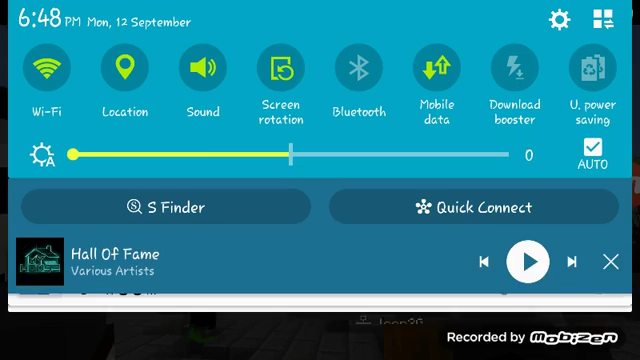 6:48 PM Mon, 12 September
Wi-Fi
Location
Sound
Screen rotation
Bluetooth
Mobile data
Download booster
U. power saving
A
0
AUTO
S Finder
Quick Connect
Hall Of Fame
Various Artists
Recorded by Mobizen